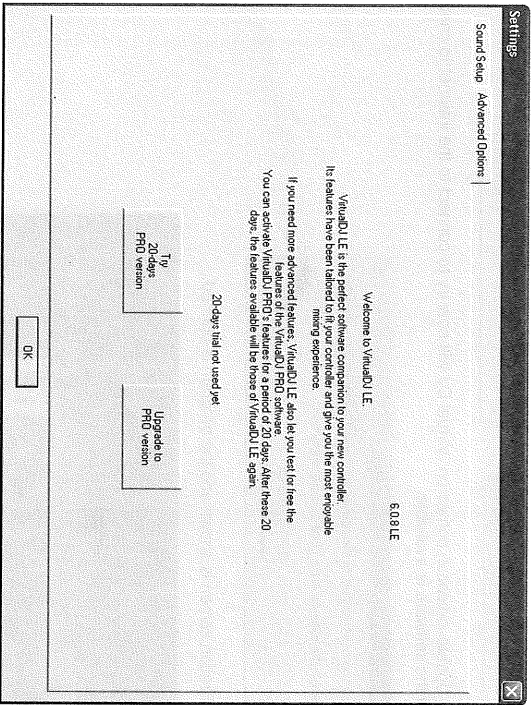 Settings
Sound Setup Advanced Options
6.0.8 LE
Welcome to VirtualDJ LE
VirtualDJ LE is the perfect software companion to your new controller.
Its features have been tailored to fit your controller and give you the most enjoyable
mixing experience.
If you need more advanced features, VirtualDJ LE also let you test for free the
features of the VirtualDJ PRO software.
You can activate VirtualDJ PRO's features for a period of 20 days. After these 20
days, the features available will be those of VirtualDJ LE again.
20-days trial not used yet
Try
20-days
PRO version
Upgrade to
PRO version
OK